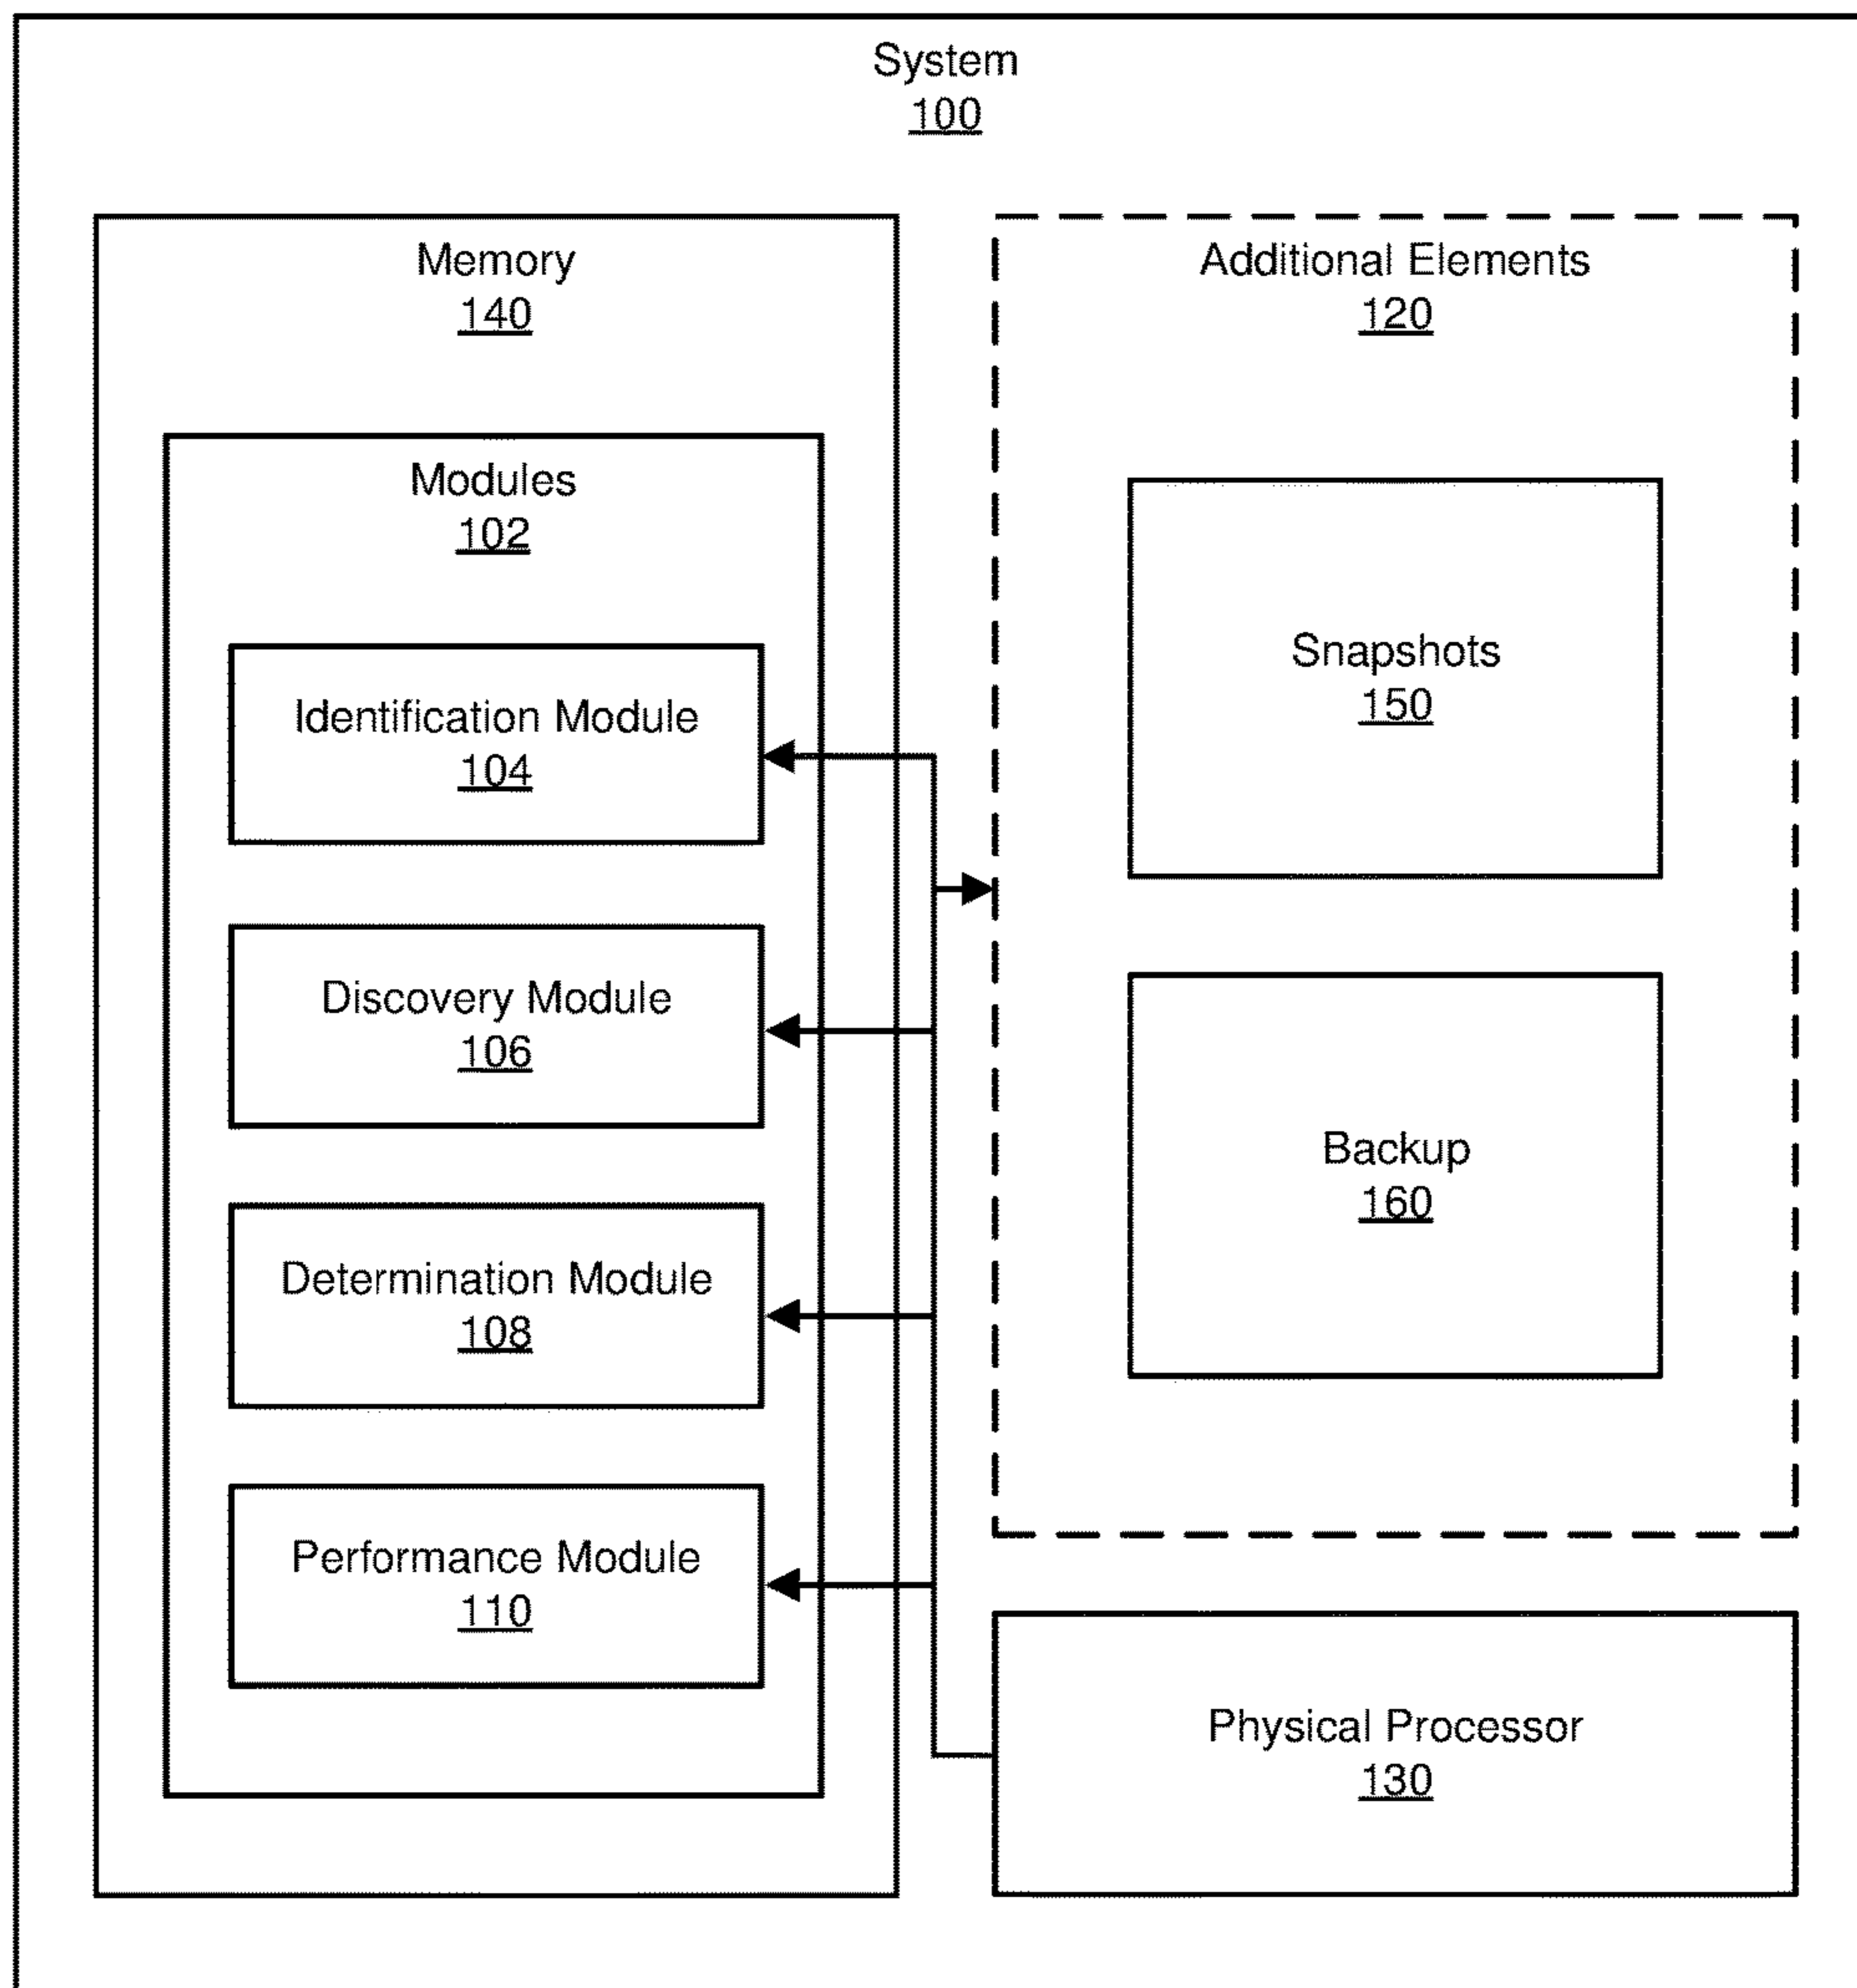 System
100
Memory
140
Modules
102
Identification Module
104
Discovery Module
106
Determination Module
108
Performance Module
110
Additional Elements
120
Snapshots
150
Backup
160
Physical Processor
130